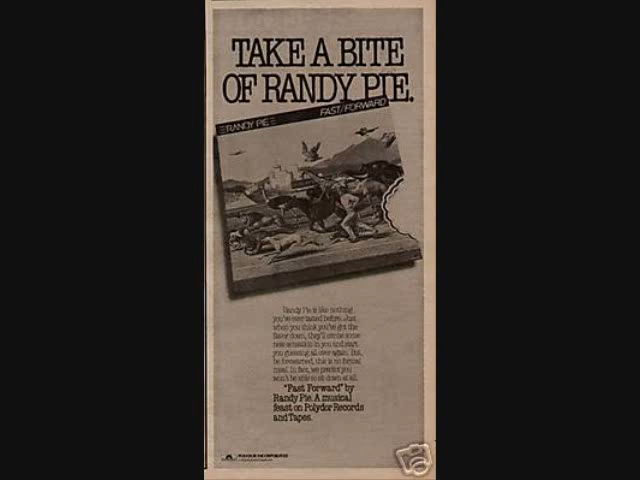 TAKE A BITE
OF RANDY PIE.
RANDY PIE
FAST/FORWARD
Randy Pie is like nothing
you've ever tasted before. Just
when you think you've got the
flavor down, they'll
new sensation in you and start
you guessing all over again. But,
be forewarned, this is no formal
meal. In fact, we predict you
won't be able to sit down at all.
"Fast Forward" by
Randy Pie. A musical
feast on Polydor Records
and Tapes.
POLYDOR INCORPORATED